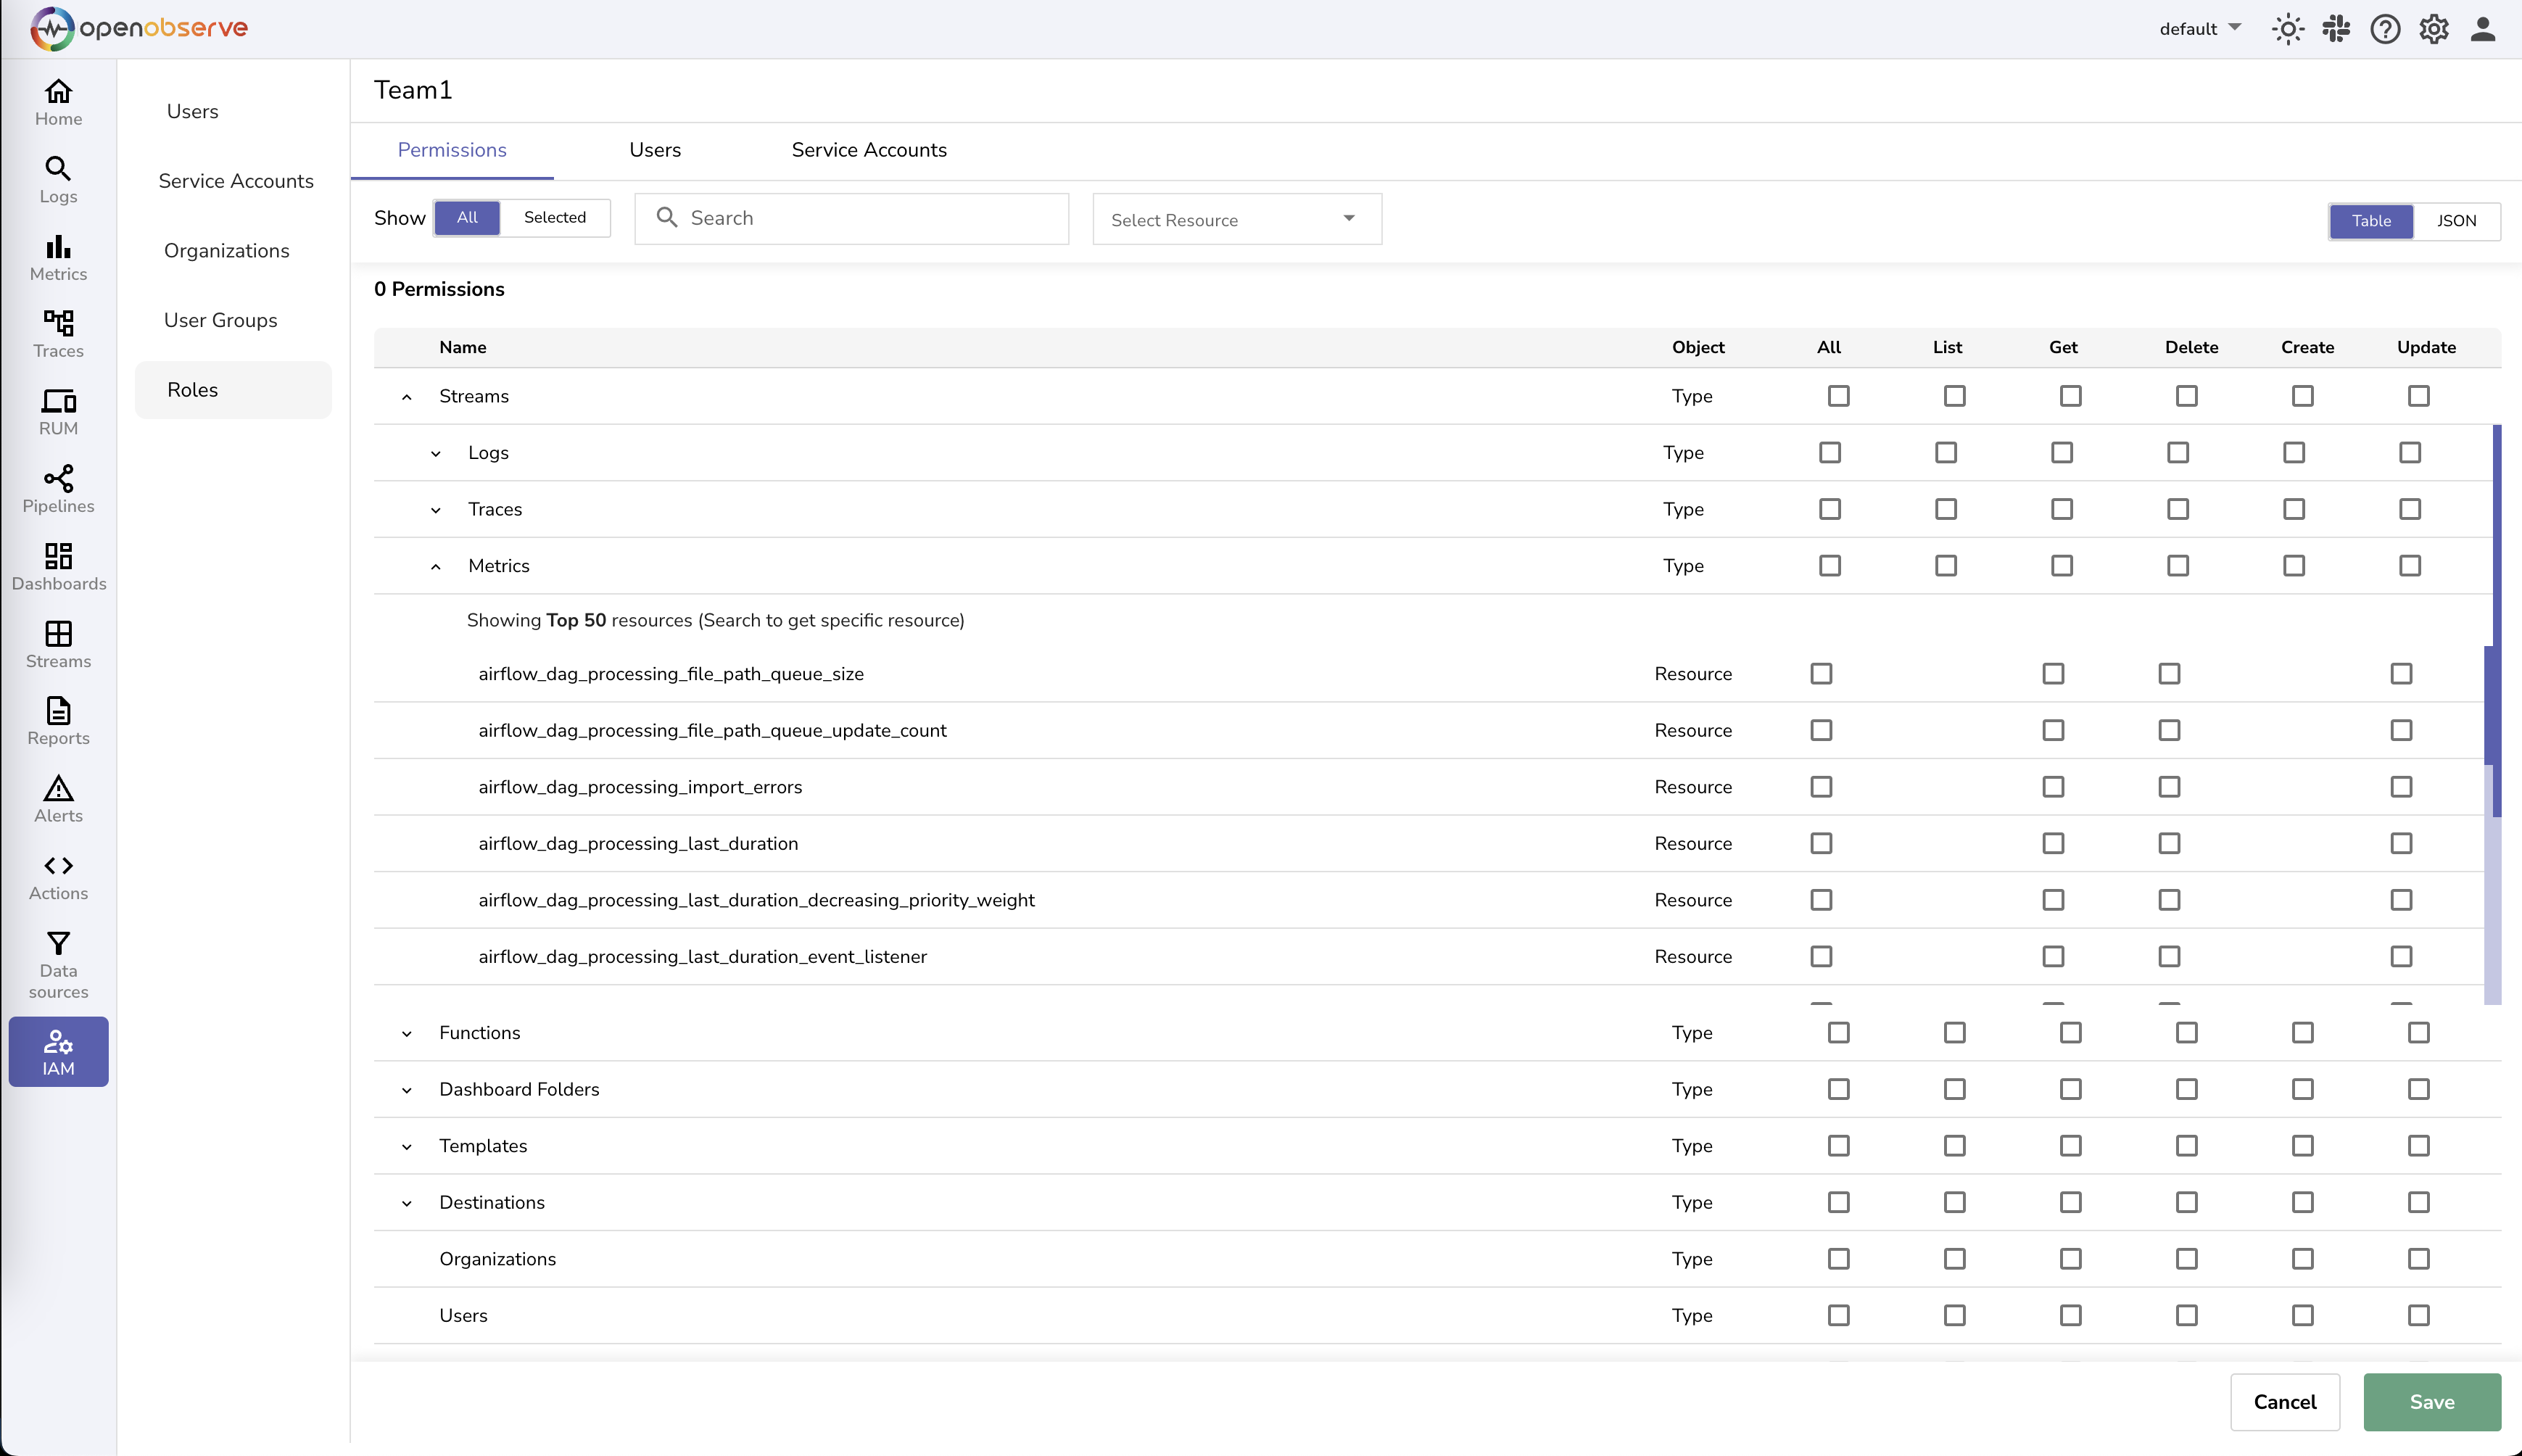 openobserve
default
Home
Logs
Metrics
Traces
RUM
Pipelines
Dashboards
Streams
Reports
Alerts
Actions
Data
sources
IAM
Users
Service Accounts
Organizations
User Groups
Roles
Team1
Permissions Users Service Accounts
Show All Selected Search Select Resource Table JSON
0 Permissions
Name Object All List Get Delete Create Update
Streams Type
Logs Type
Traces Type
Metrics Type
Showing Top 50 resources (Search to get specific resource)
airflow_dag_processing_file_path_queue_size Resource
airflow_dag_processing_file_path_queue_update_count Resource
airflow_dag_processing_import_errors Resource
airflow_dag_processing_last_duration Resource
airflow_dag_processing_last_duration_decreasing_priority_weight Resource
airflow_dag_processing_last_duration_event_listener Resource
Functions Type
Dashboard Folders Type
Templates Type
Destinations Type
Organizations Type
Users Type
Cancel Save